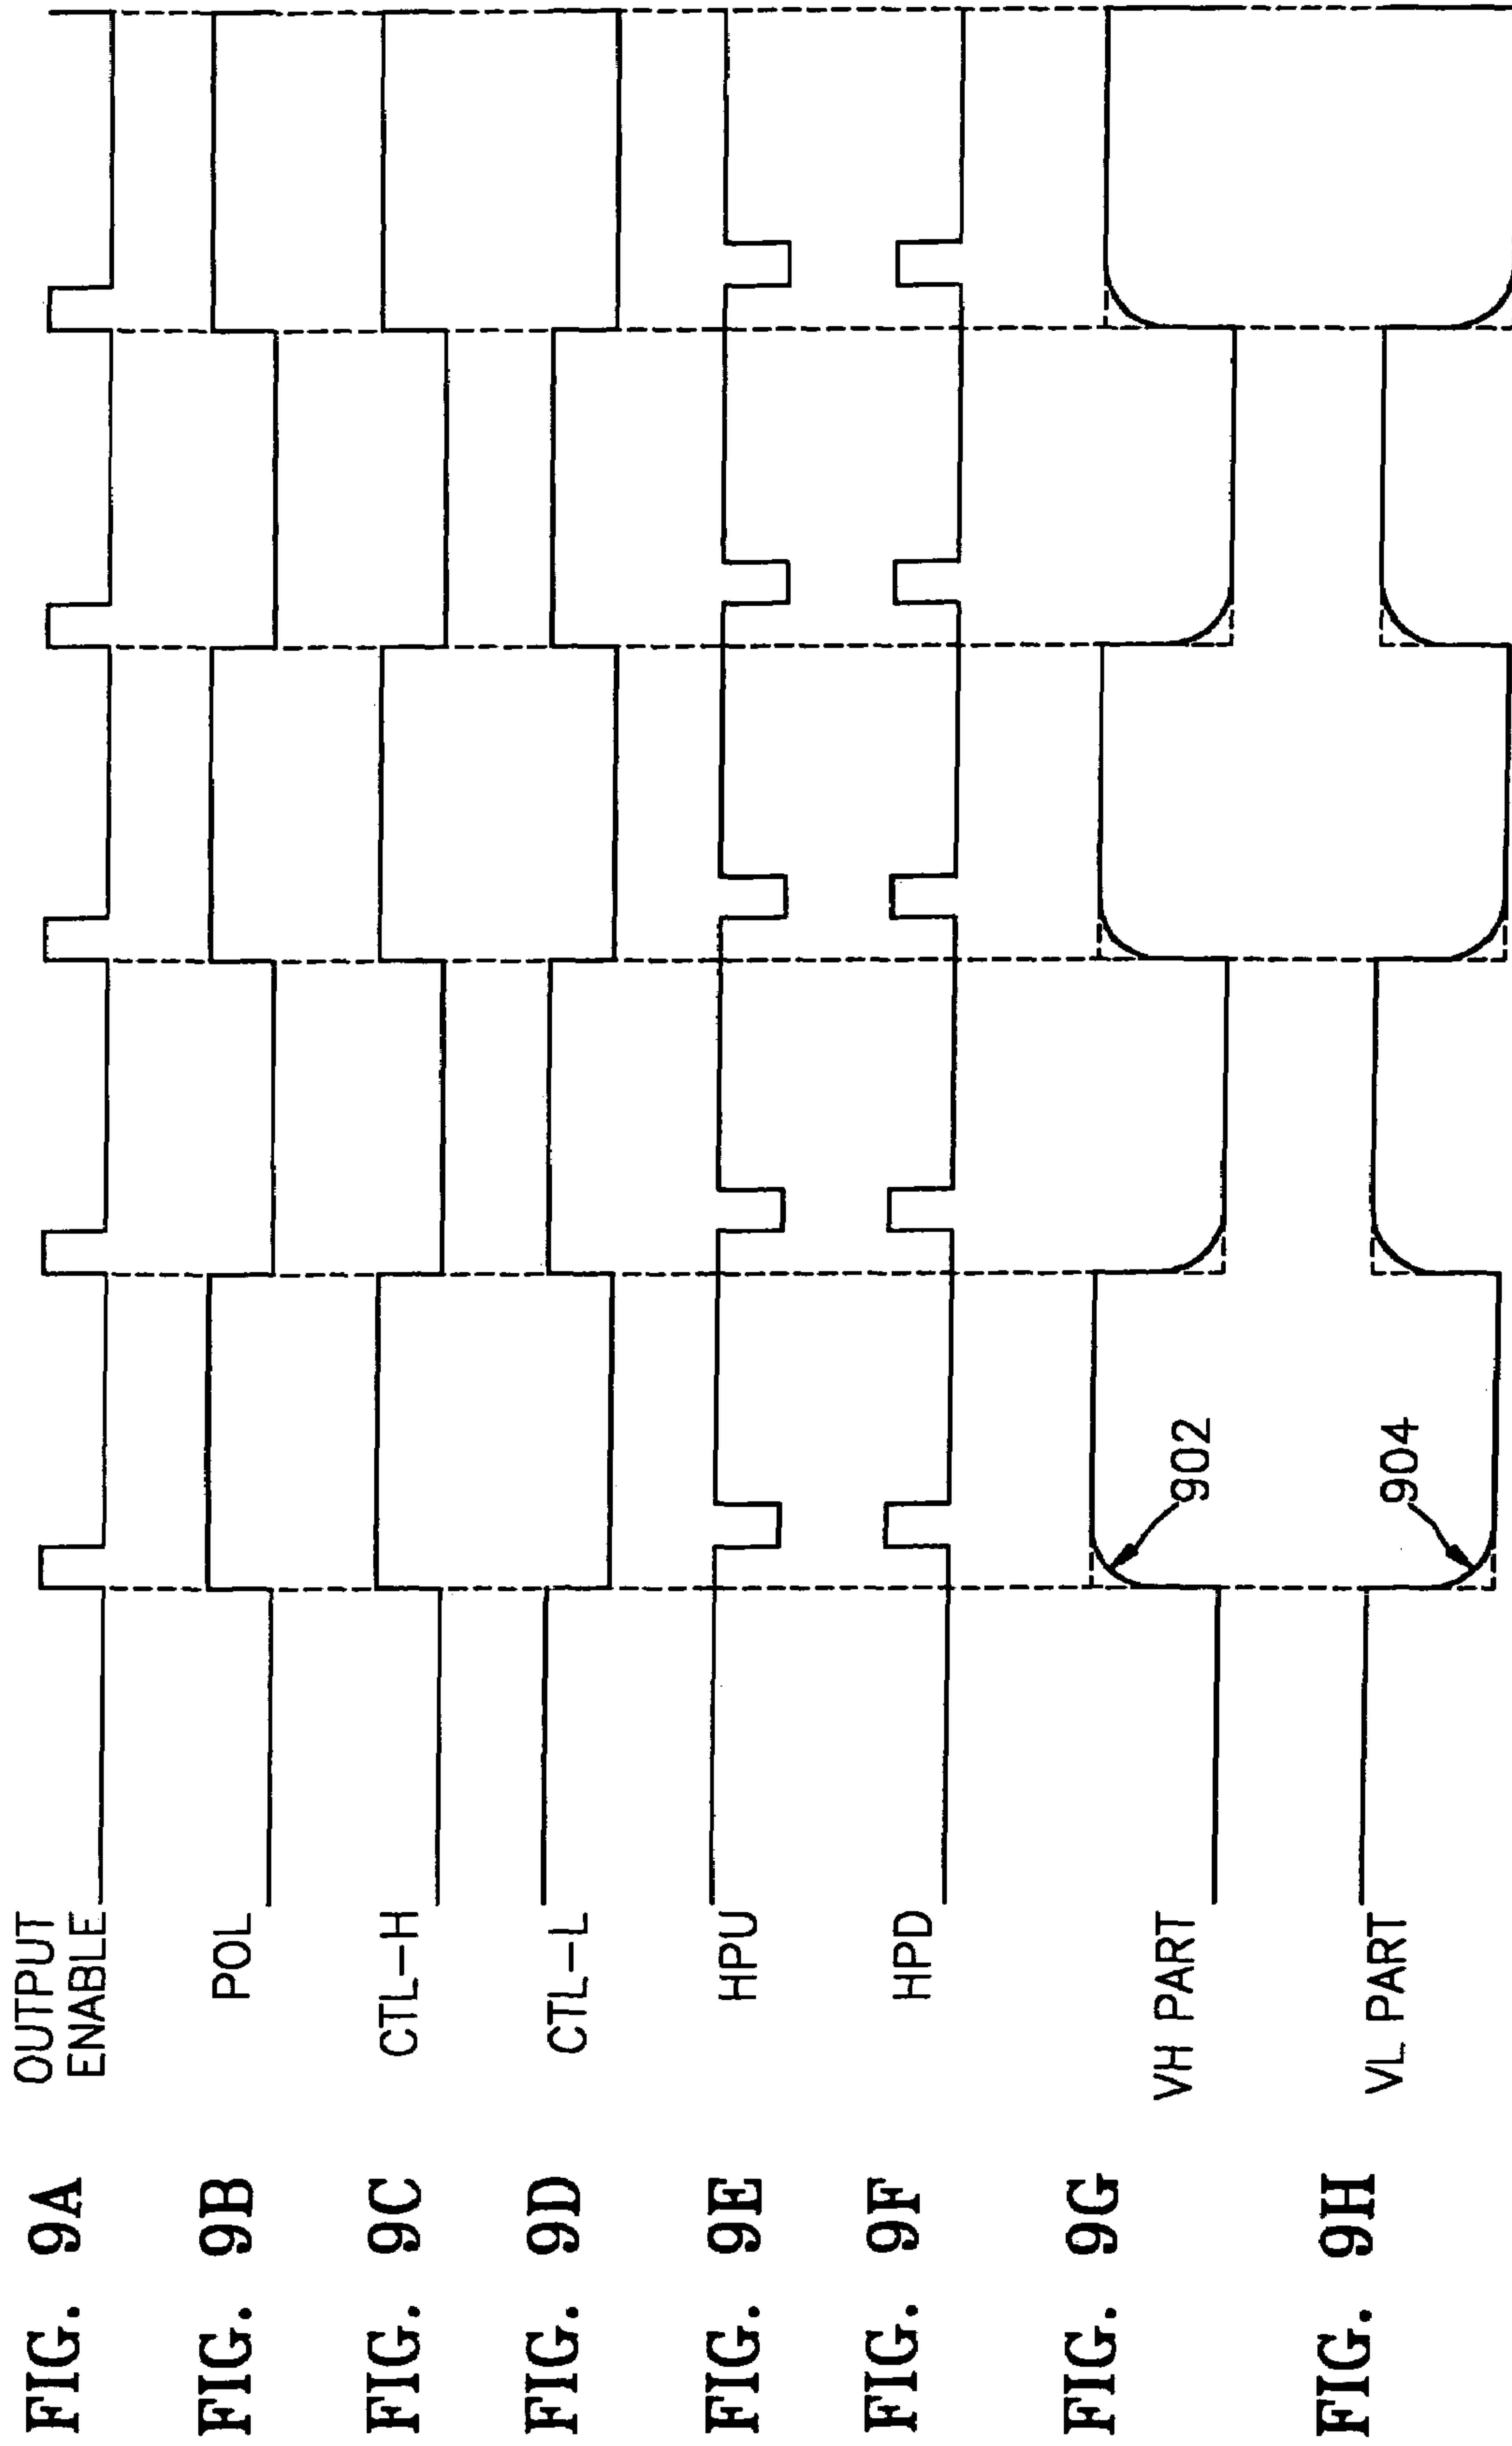 FIG. 9A
OUTPUT
ENABLE
FIG. 9B
POL
FIG. 9C
CTL-H
FIG. 9D
CTL-L
FIG. 9E
HPU
FIG. 9F
HPD
FIG. 9G
VH PART
902
FIG. 9H
VL PART
904